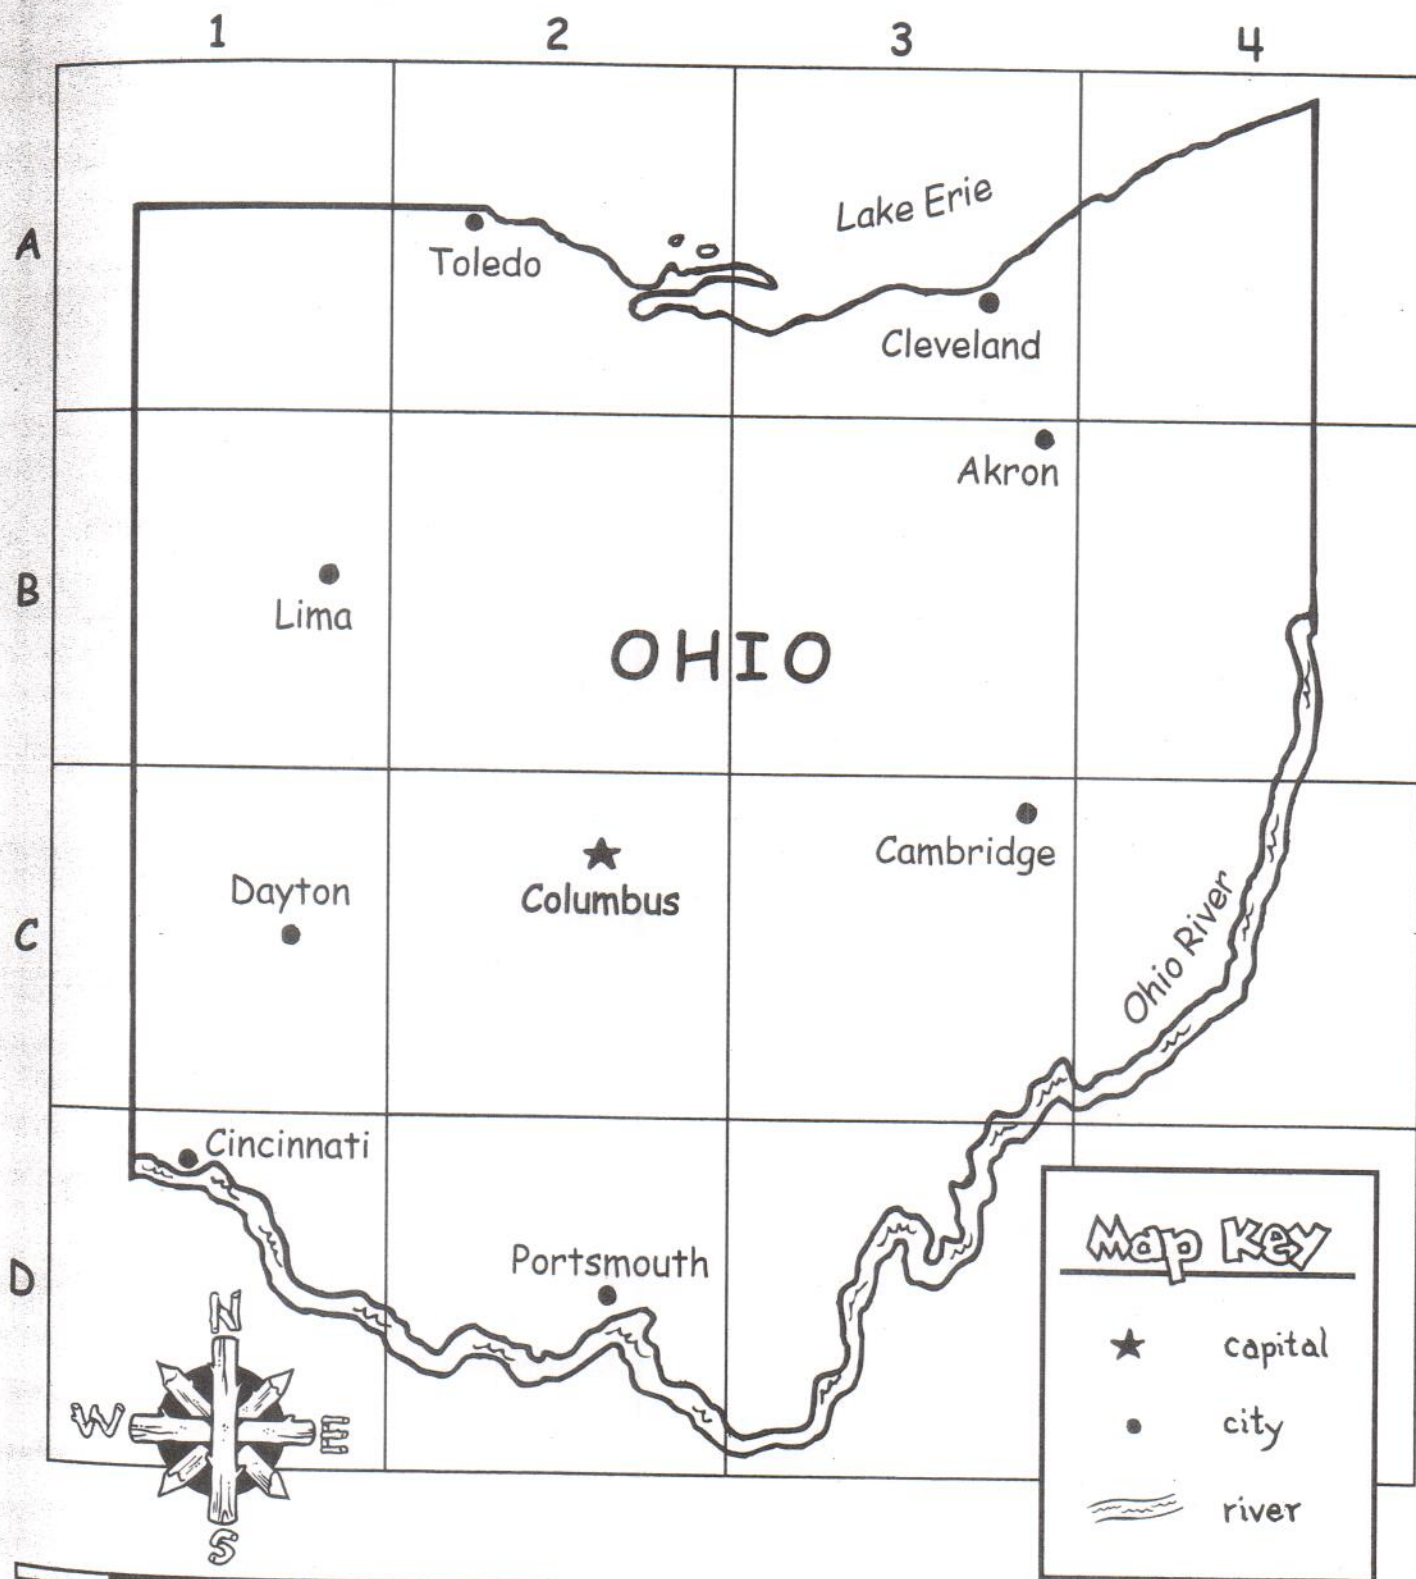 1 2 3 4
A
Lake Erie
Toledo
Cleveland
Akron
B
Lima
OHIO
Cambridge
Dayton
Columbus
C
Ohio River
Cincinnati
Portsmouth
D
N
W E
S
Map Key
capital
city
river